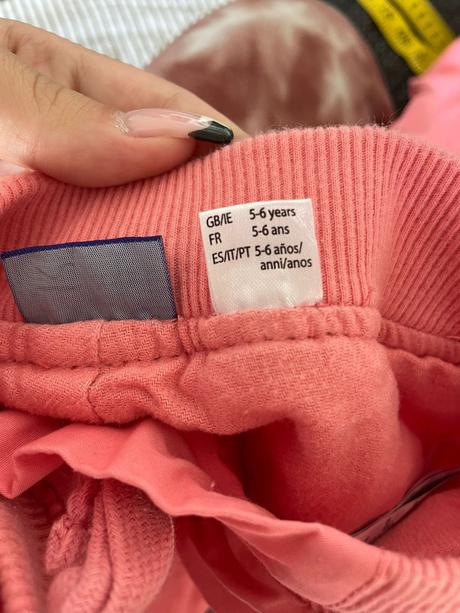 GB/IE 5-6 years
FR 5-6 ans
ES/IT/PT 5-6 años/
anni/anos